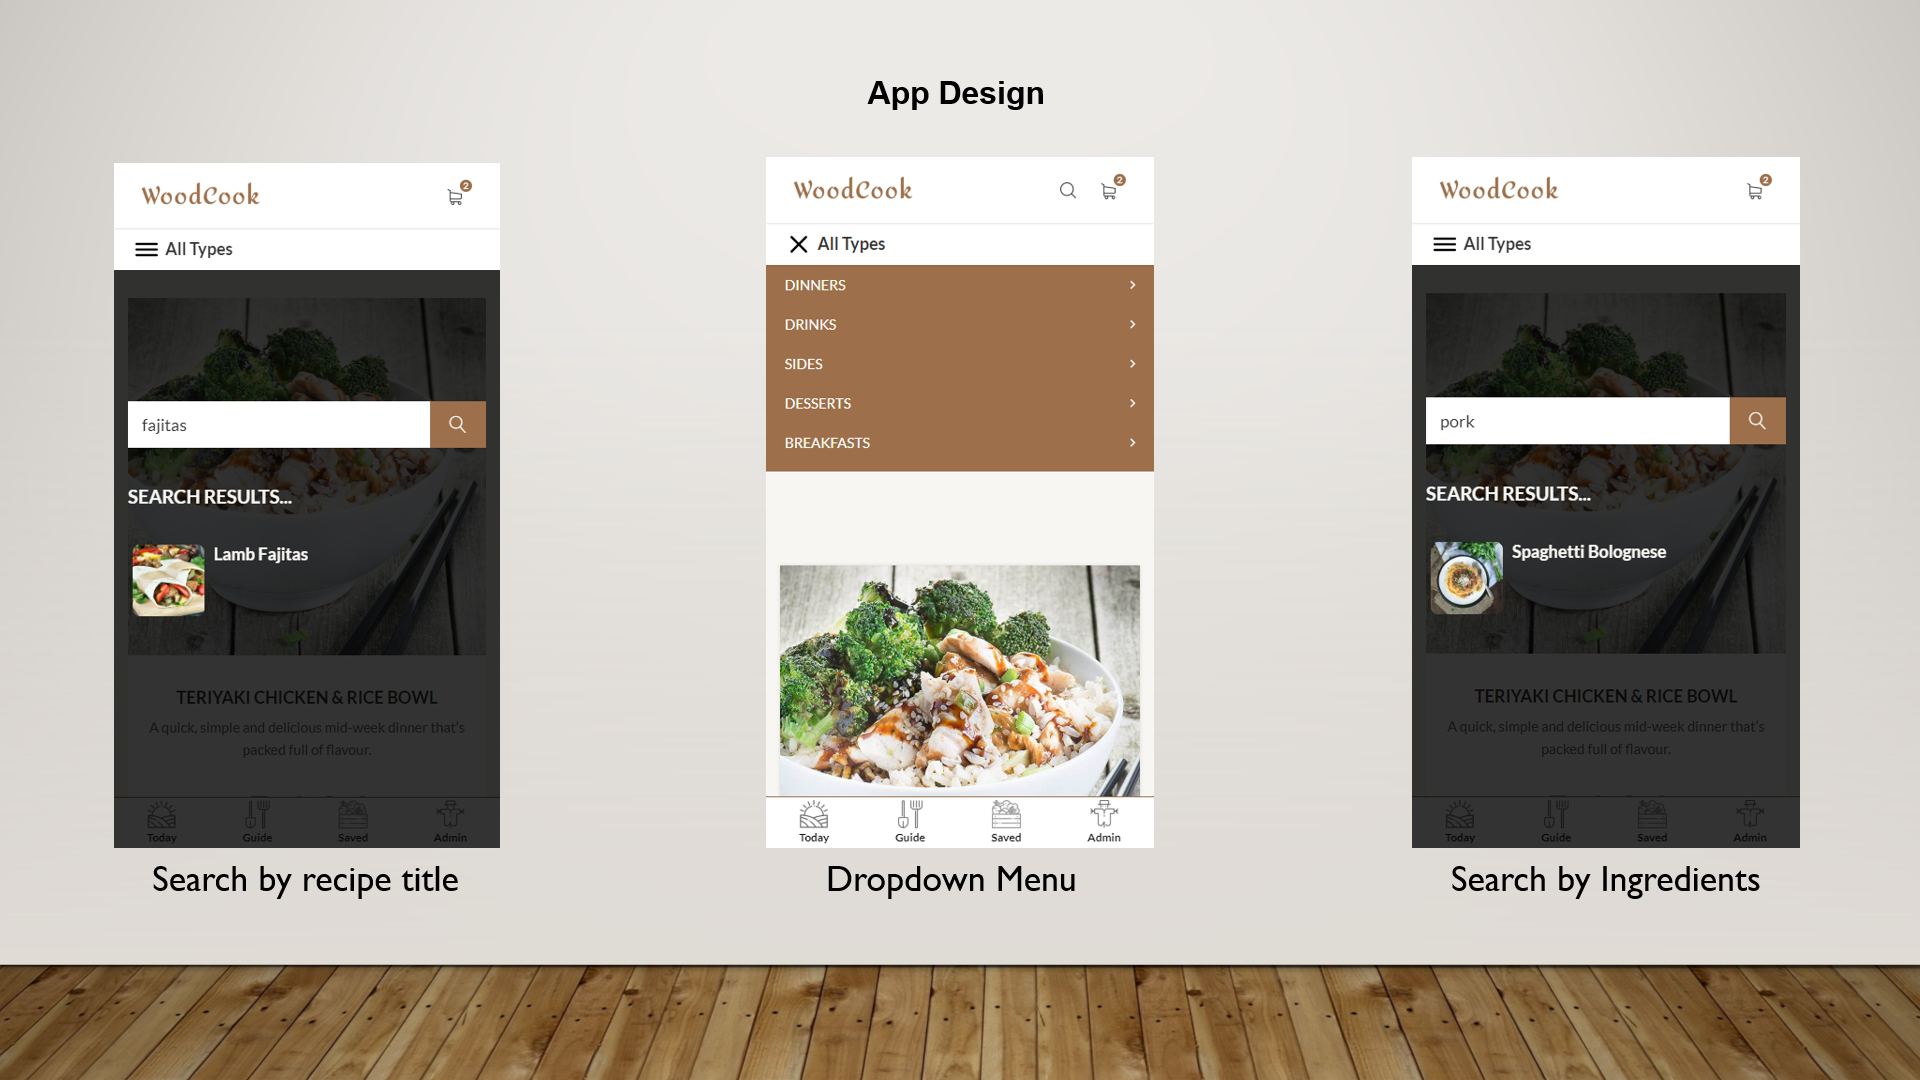 App Design
WoodCook
2
All Types
fajitas
SEARCH RESULTS...
Lamb Fajitas
TERIYAKI CHICKEN & RICE BOWL
A quick, simple and delicious mid-week dinner that's
packed full of flavour.
Today Guide Saved Admin
Search by recipe title
WoodCook
2
All Types
DINNERS
DRINKS
SIDES
DESSERTS
BREAKFASTS
Today Guide Saved Admin
Dropdown Menu
WoodCook
2
All Types
pork
SEARCH RESULTS...
Spaghetti Bolognese
TERIYAKI CHICKEN & RICE BOWL
A quick, simple and delicious mid-week dinner that's
packed full of flavour.
Today Guide Saved Admin
Search by Ingredients